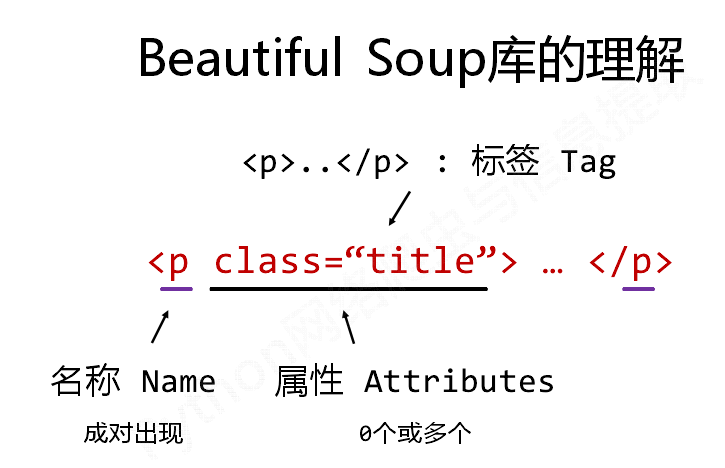 Beautiful Soup库的理解
<p>..</p> : 标签 Tag
<p class=“title”> … </p>
名称 Name 属性 Attributes
成对出现 0个或多个